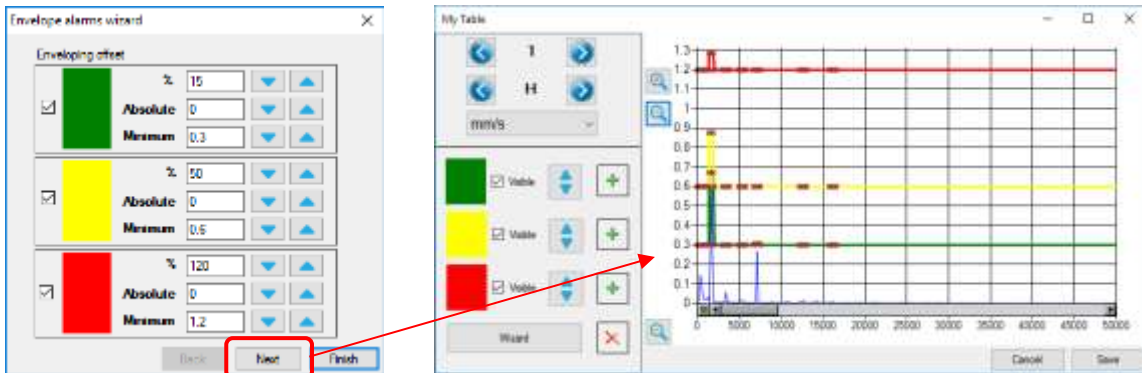 Envelope alarms wizard
Enveloping offset
% 15
Absolute 0
Minimum 0.3
% 50
Absolute 0
Minimum 0.6
% 120
Absolute 0
Minimum 1.2
Back Next Finish
My Table
1
H
mm/s
Visible
Visible
Visible
Wizard
1.3
1.2
1.1
1
0.9
0.8
0.7
0.6
0.5
0.4
0.3
0.2
0.1
0
0 5000 10000 15000 20000 25000 30000 35000 40000 45000 50000
Cancel Save